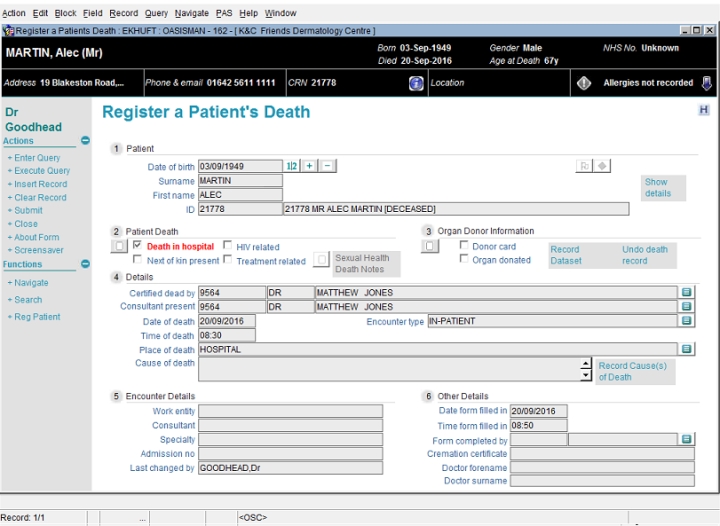 Action Edit Block Field Record Query Navigate PAS Help Window
Register a Patients Death : EKHUFT : OASISMAN - 162 - [ K&C Friends Dermatology Centre ]
MARTIN, Alec (Mr) Born 03-Sep-1949 Gender Male NHS No. Unknown
Died 20-Sep-2016 Age at Death 67y
Address 19 Blakeston Road,... Phone & email 01642 5611 1111 CRN 21778 Location Allergies not recorded
Dr Goodhead
Actions
+ Enter Query
+ Execute Query
+ Insert Record
+ Clear Record
+ Submit
+ Close
+ About Form
+ Screensaver
Functions
+ Navigate
+ Search
+ Reg Patient
Register a Patient's Death H
1 Patient
Date of birth 03/09/1949 1|2 + −
Surname MARTIN Show details
First name ALEC
ID 21778 21778 MR ALEC MARTIN [DECEASED]
2 Patient Death
Death in hospital HIV related
Next of kin present Treatment related Sexual Health Death Notes
3 Organ Donor Information
Donor card Record Dataset Undo death record
Organ donated
4 Details
Certified dead by 9564 DR MATTHEW JONES
Consultant present 9564 DR MATTHEW JONES
Date of death 20/09/2016 Encounter type IN-PATIENT
Time of death 08:30
Place of death HOSPITAL
Cause of death Record Cause(s) of Death
5 Encounter Details
Work entity
Consultant
Specialty
Admission no
Last changed by GOODHEAD,Dr
6 Other Details
Date form filled in 20/09/2016
Time form filled in 08:50
Form completed by
Cremation certificate
Doctor forename
Doctor surname
Record: 1/1 ... <OSC>